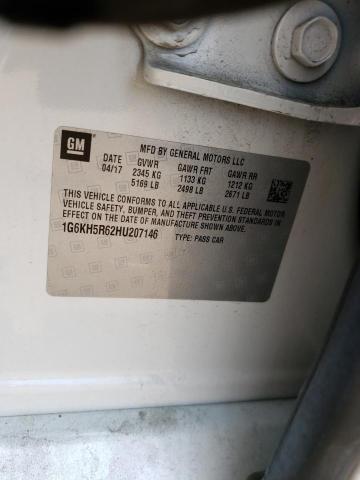 GM
MFD BY GENERAL MOTORS LLC
DATE GVWR GAWR FRT GAWR RR
04/17 2345 KG 1133 KG 1212 KG
5169 LB 2498 LB 2671 LB
THIS VEHICLE CONFORMS TO ALL APPLICABLE U.S. FEDERAL MOTOR
VEHICLE SAFETY, BUMPER, AND THEFT PREVENTION STANDARDS IN
EFFECT ON THE DATE OF MANUFACTURE SHOWN ABOVE.
1G6KH5R62HU207146 TYPE: PASS CAR